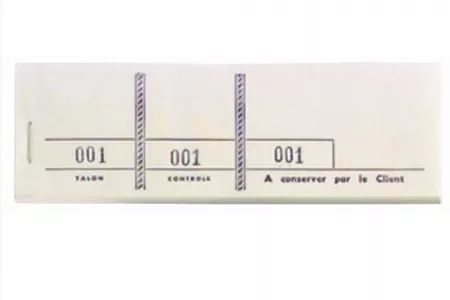 001 001 001
TALON CONTROLE A conserver par le Client